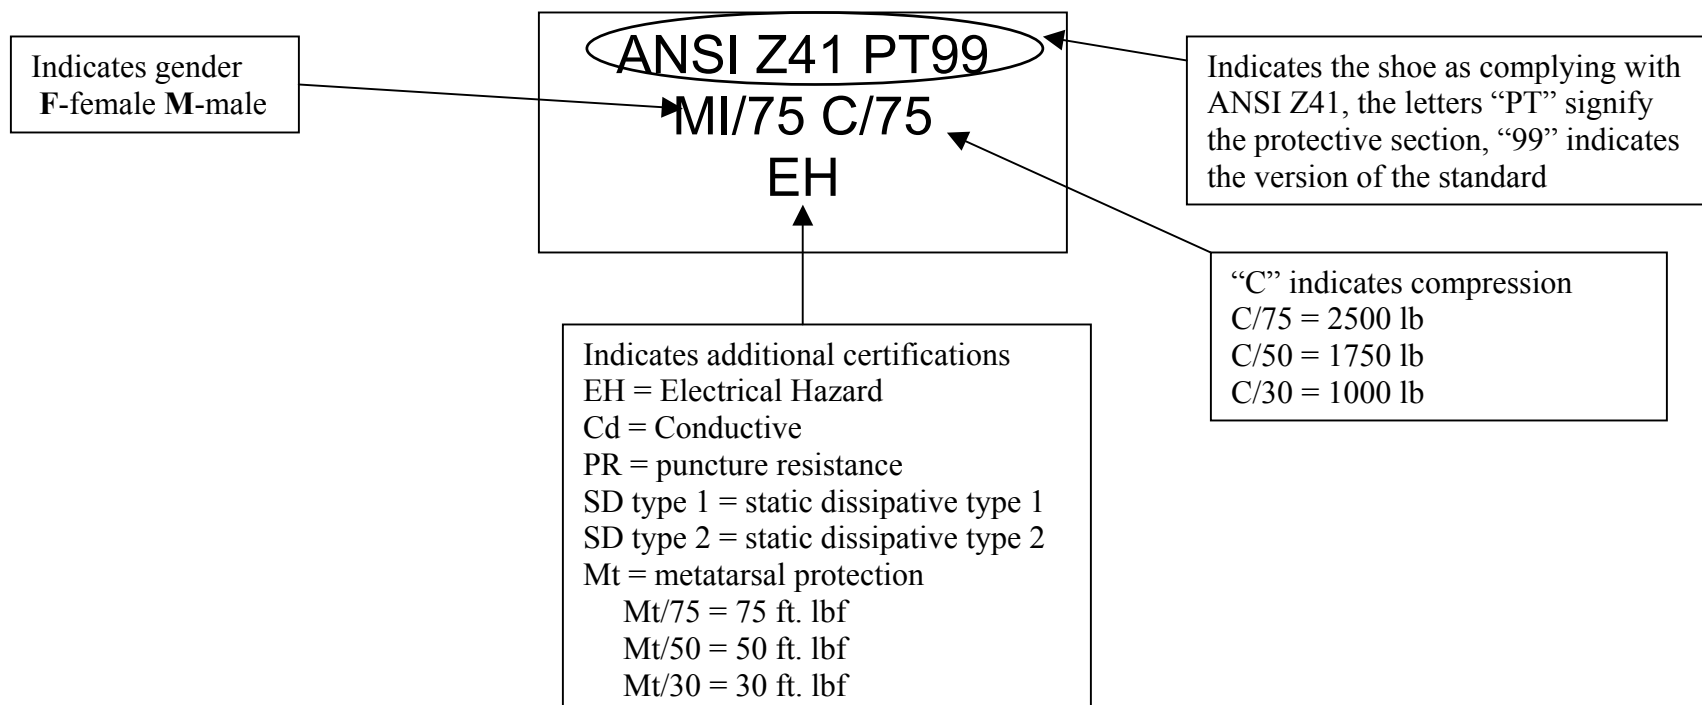 ANSI Z41 PT99
MI/75 C/75
EH
Indicates gender
F-female M-male
Indicates the shoe as complying with
ANSI Z41, the letters “PT” signify
the protective section, “99” indicates
the version of the standard
“C” indicates compression
C/75 = 2500 lb
C/50 = 1750 lb
C/30 = 1000 lb
Indicates additional certifications
EH = Electrical Hazard
Cd = Conductive
PR = puncture resistance
SD type 1 = static dissipative type 1
SD type 2 = static dissipative type 2
Mt = metatarsal protection
Mt/75 = 75 ft. lbf
Mt/50 = 50 ft. lbf
Mt/30 = 30 ft. lbf